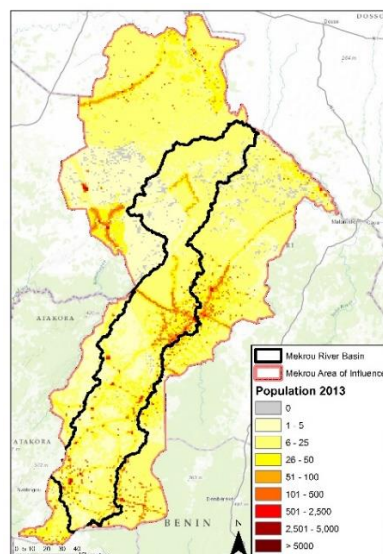 DOSSO
ATAKORA
ATAKORA
BENIN
N
Mekrou River Basin
Mekrou Area of Influence
Population 2013
0
1 - 5
6 - 25
26 - 50
51 - 100
101 - 500
501 - 2,500
2.501 - 5,000
> 5000